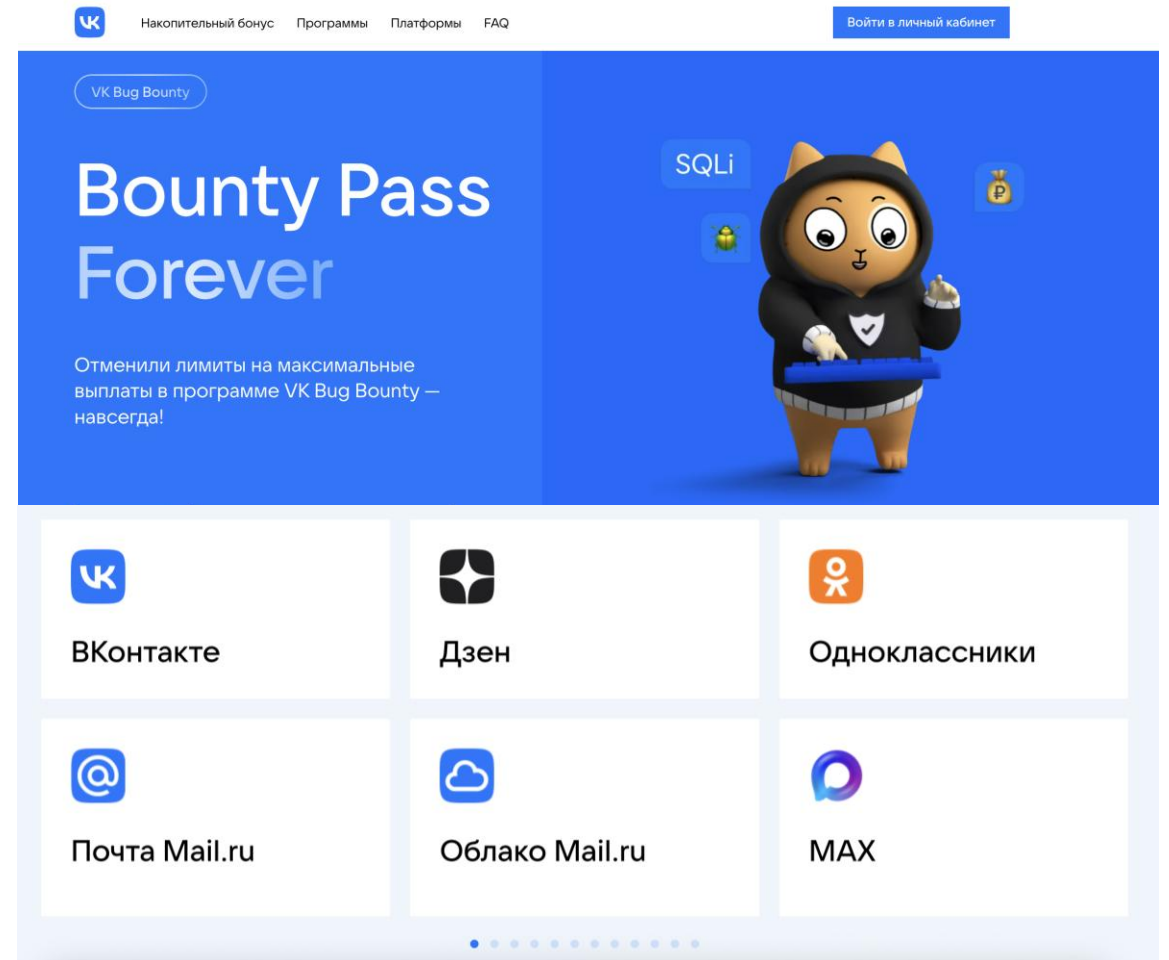 VK
Накопительный бонус Программы Платформы FAQ Войти в личный кабинет
VK Bug Bounty
Bounty Pass
Forever
SQLi
₽
Отменили лимиты на максимальные
выплаты в программе VK Bug Bounty —
навсегда!
VK
ВКонтакте
Дзен
Одноклассники
@
Почта Mail.ru
Облако Mail.ru
MAX